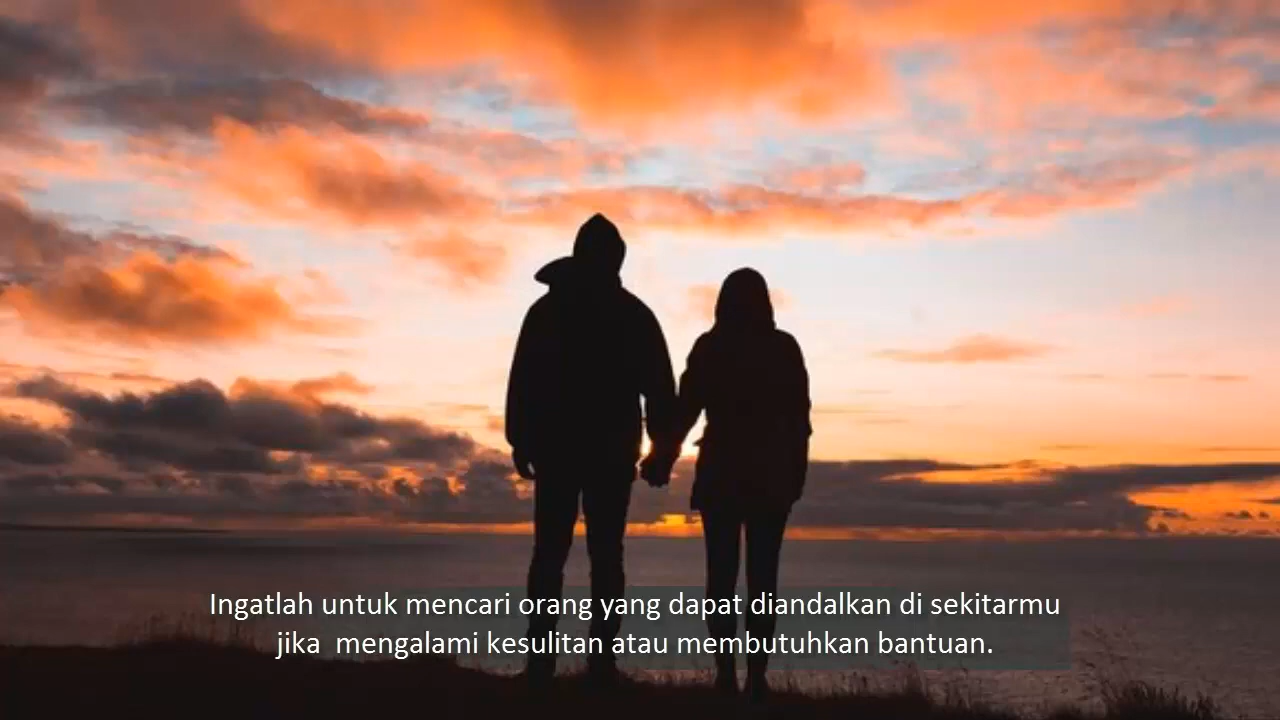 Ingatlah untuk mencari orang yang dapat diandalkan di sekitarmu
jika  mengalami kesulitan atau membutuhkan bantuan.